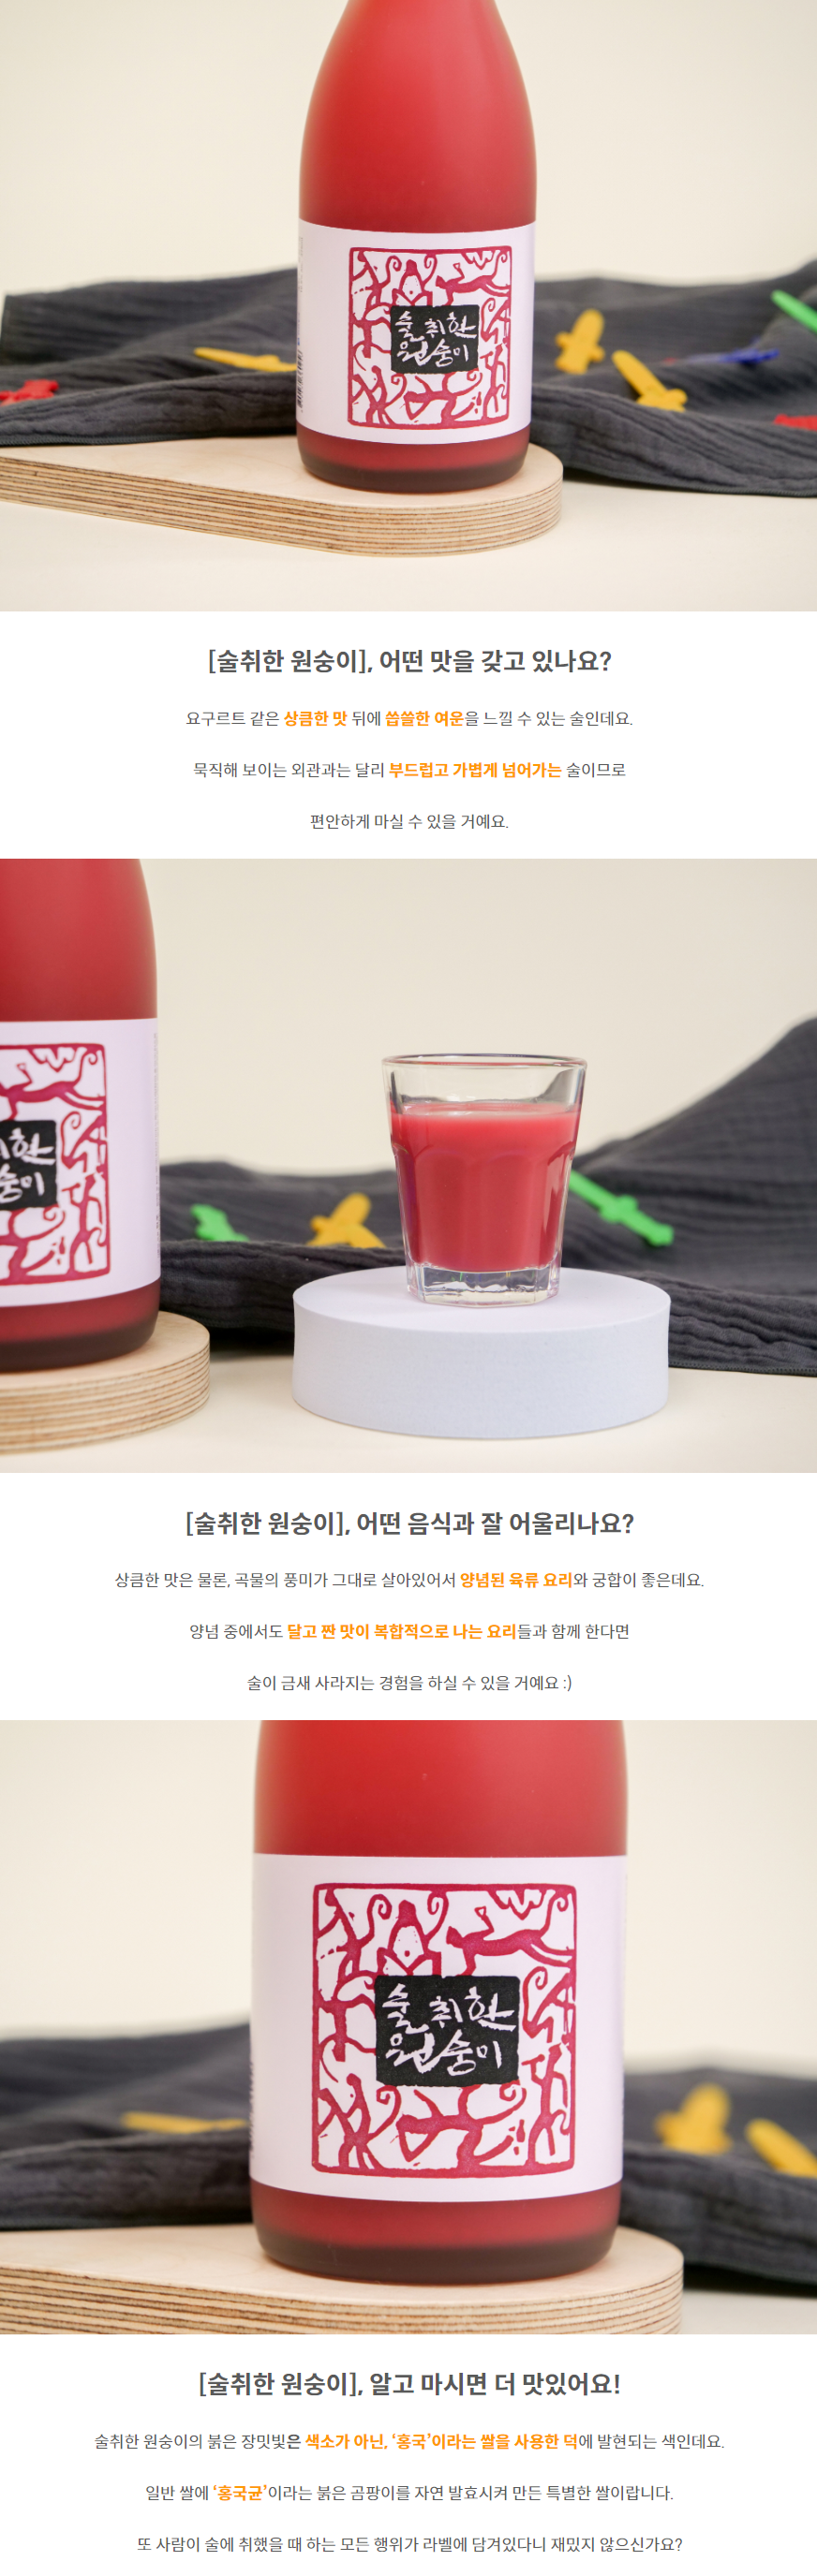 술취한
원숭이
[술취한 원숭이], 어떤 맛을 갖고 있나요?
요구르트 같은 상큼한 맛 뒤에 씁쓸한 여운을 느낄 수 있는 술인데요.
묵직해 보이는 외관과는 달리 부드럽고 가볍게 넘어가는 술이므로
편안하게 마실 수 있을 거예요.
취한
숭이
[술취한 원숭이], 어떤 음식과 잘 어울리나요?
상큼한 맛은 물론, 곡물의 풍미가 그대로 살아있어서 양념된 육류 요리와 궁합이 좋은데요.
양념 중에서도 달고 짠 맛이 복합적으로 나는 요리들과 함께 한다면
술이 금새 사라지는 경험을 하실 수 있을 거예요 :)
술취한
원숭이
[술취한 원숭이], 알고 마시면 더 맛있어요!
술취한 원숭이의 붉은 장밋빛은 색소가 아닌, ‘홍국’이라는 쌀을 사용한 덕에 발현되는 색인데요.
일반 쌀에 ‘홍국균’이라는 붉은 곰팡이를 자연 발효시켜 만든 특별한 쌀이랍니다.
또 사람이 술에 취했을 때 하는 모든 행위가 라벨에 담겨있다니 재밌지 않으신가요?